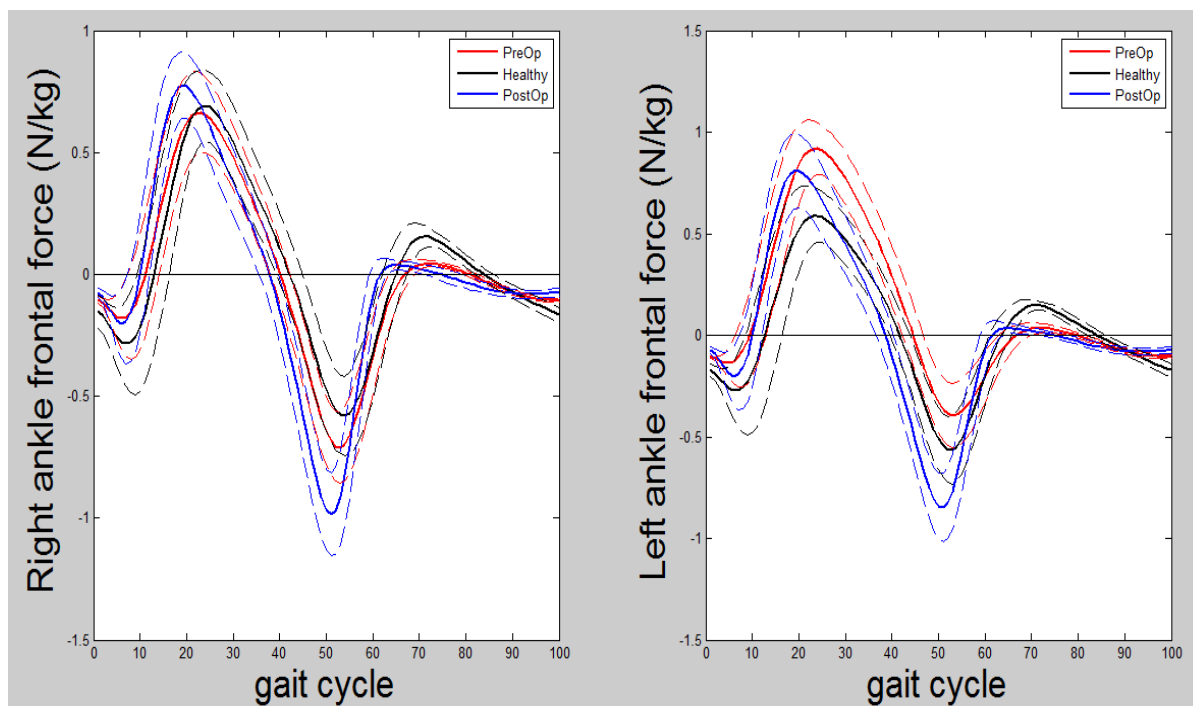 Right ankle frontal force (N/kg)
1
0.5
0
-0.5
-1
-1.5
0 10 20 30 40 50 60 70 80 90 100
gait cycle
PreOp
Healthy
PostOp
Left ankle frontal force (N/kg)
1.5
1
0.5
0
-0.5
-1
-1.5
0 10 20 30 40 50 60 70 80 90 100
gait cycle
PreOp
Healthy
PostOp